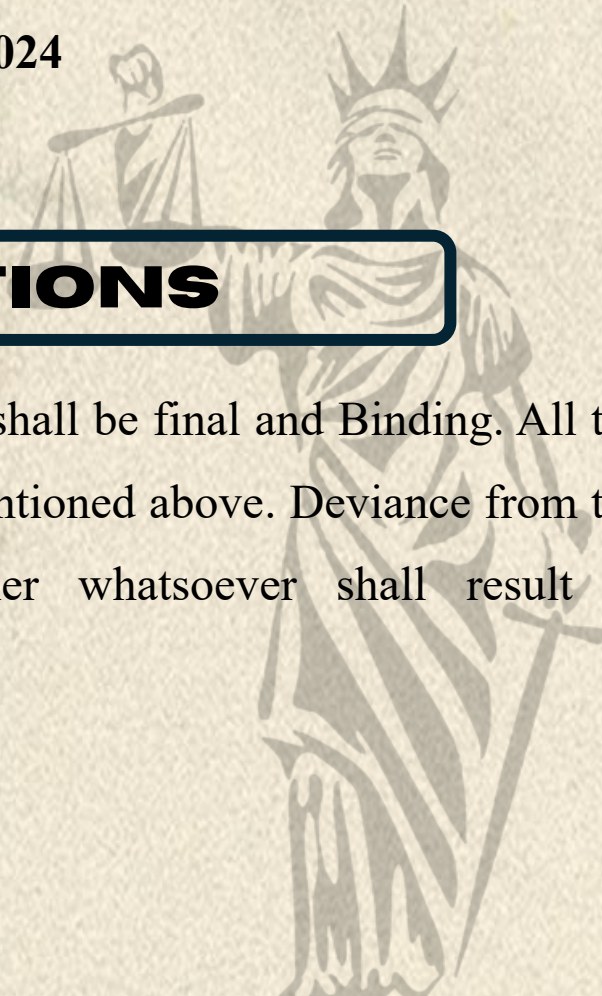 024
TIONS
shall be final and Binding. All t
ntioned above. Deviance from t
er whatsoever shall result